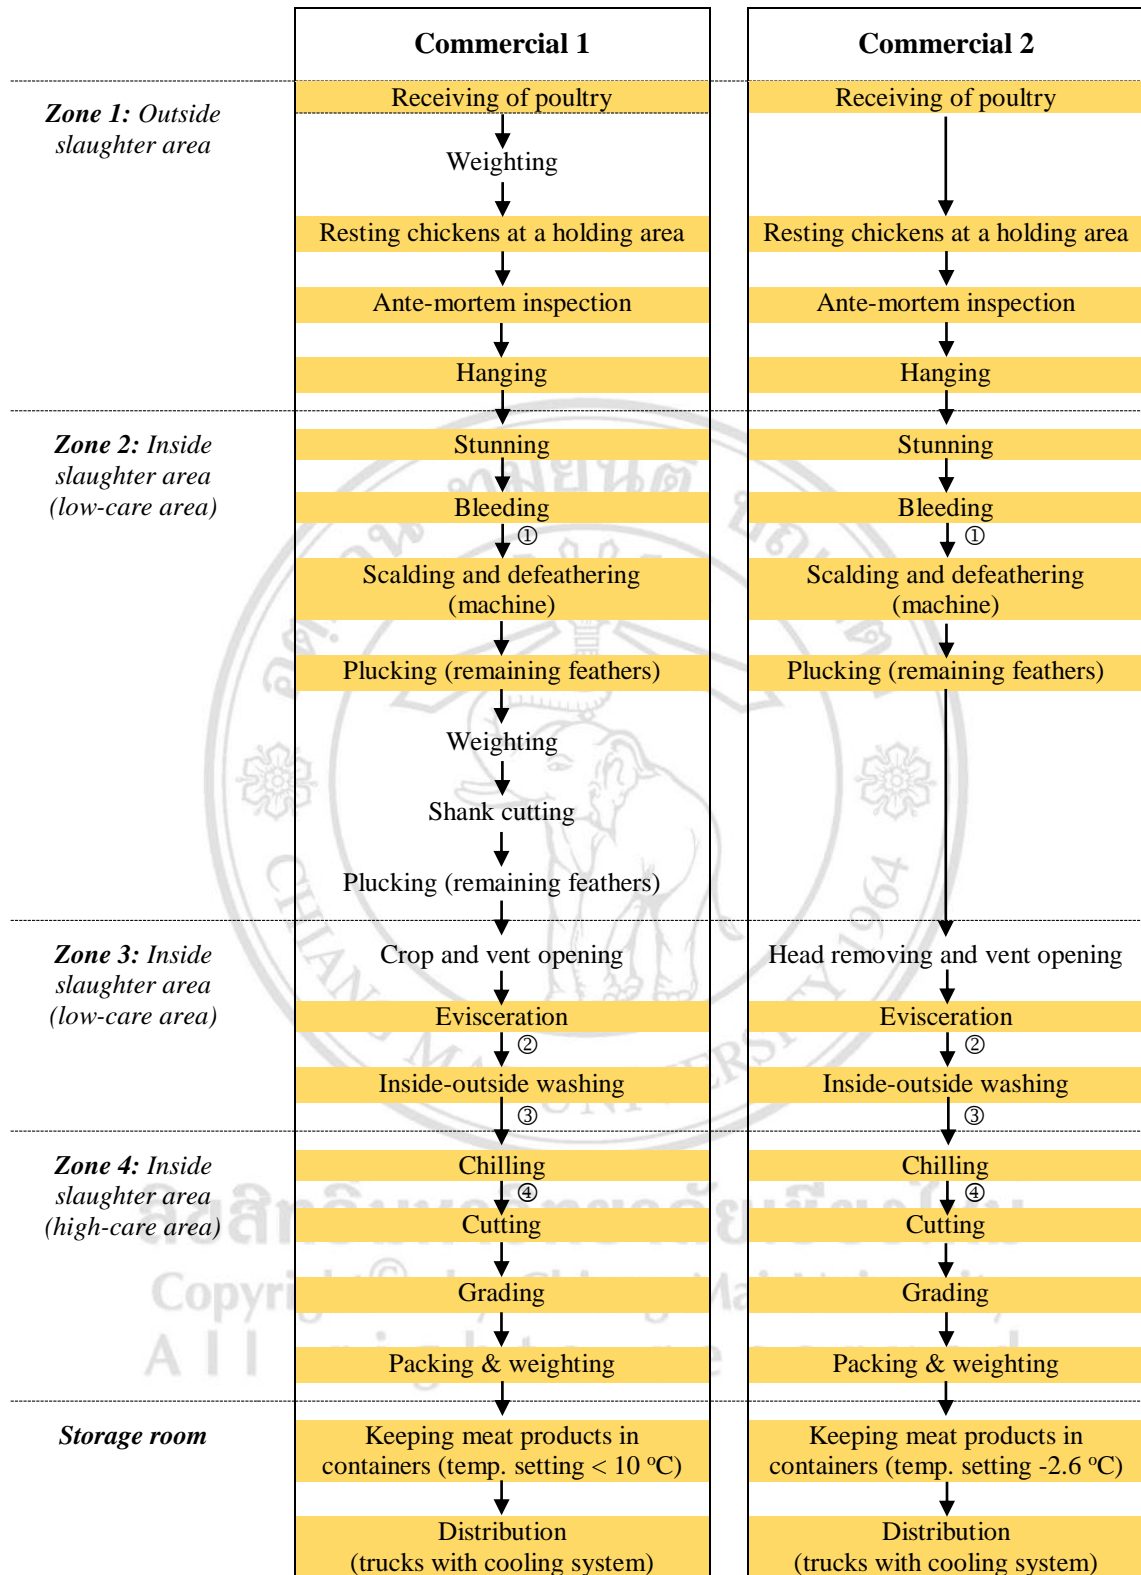 Commercial 1
Commercial 2
Zone 1: Outside
slaughter area
Receiving of poultry
Weighting
Resting chickens at a holding area
Ante-mortem inspection
Hanging
Receiving of poultry
Resting chickens at a holding area
Ante-mortem inspection
Hanging
Zone 2: Inside
slaughter area
(low-care area)
Stunning
Bleeding
①
Scalding and defeathering
(machine)
Plucking (remaining feathers)
Weighting
Shank cutting
Plucking (remaining feathers)
Stunning
Bleeding
①
Scalding and defeathering
(machine)
Plucking (remaining feathers)
Zone 3: Inside
slaughter area
(low-care area)
Crop and vent opening
Evisceration
②
Inside-outside washing
③
Head removing and vent opening
Evisceration
②
Inside-outside washing
③
Zone 4: Inside
slaughter area
(high-care area)
Chilling
④
Cutting
Grading
Packing & weighting
Chilling
④
Cutting
Grading
Packing & weighting
Storage room
Keeping meat products in
containers (temp. setting < 10 °C)
Distribution
(trucks with cooling system)
Keeping meat products in
containers (temp. setting -2.6 °C)
Distribution
(trucks with cooling system)
CHIANG MAI UNIVERSITY 1964